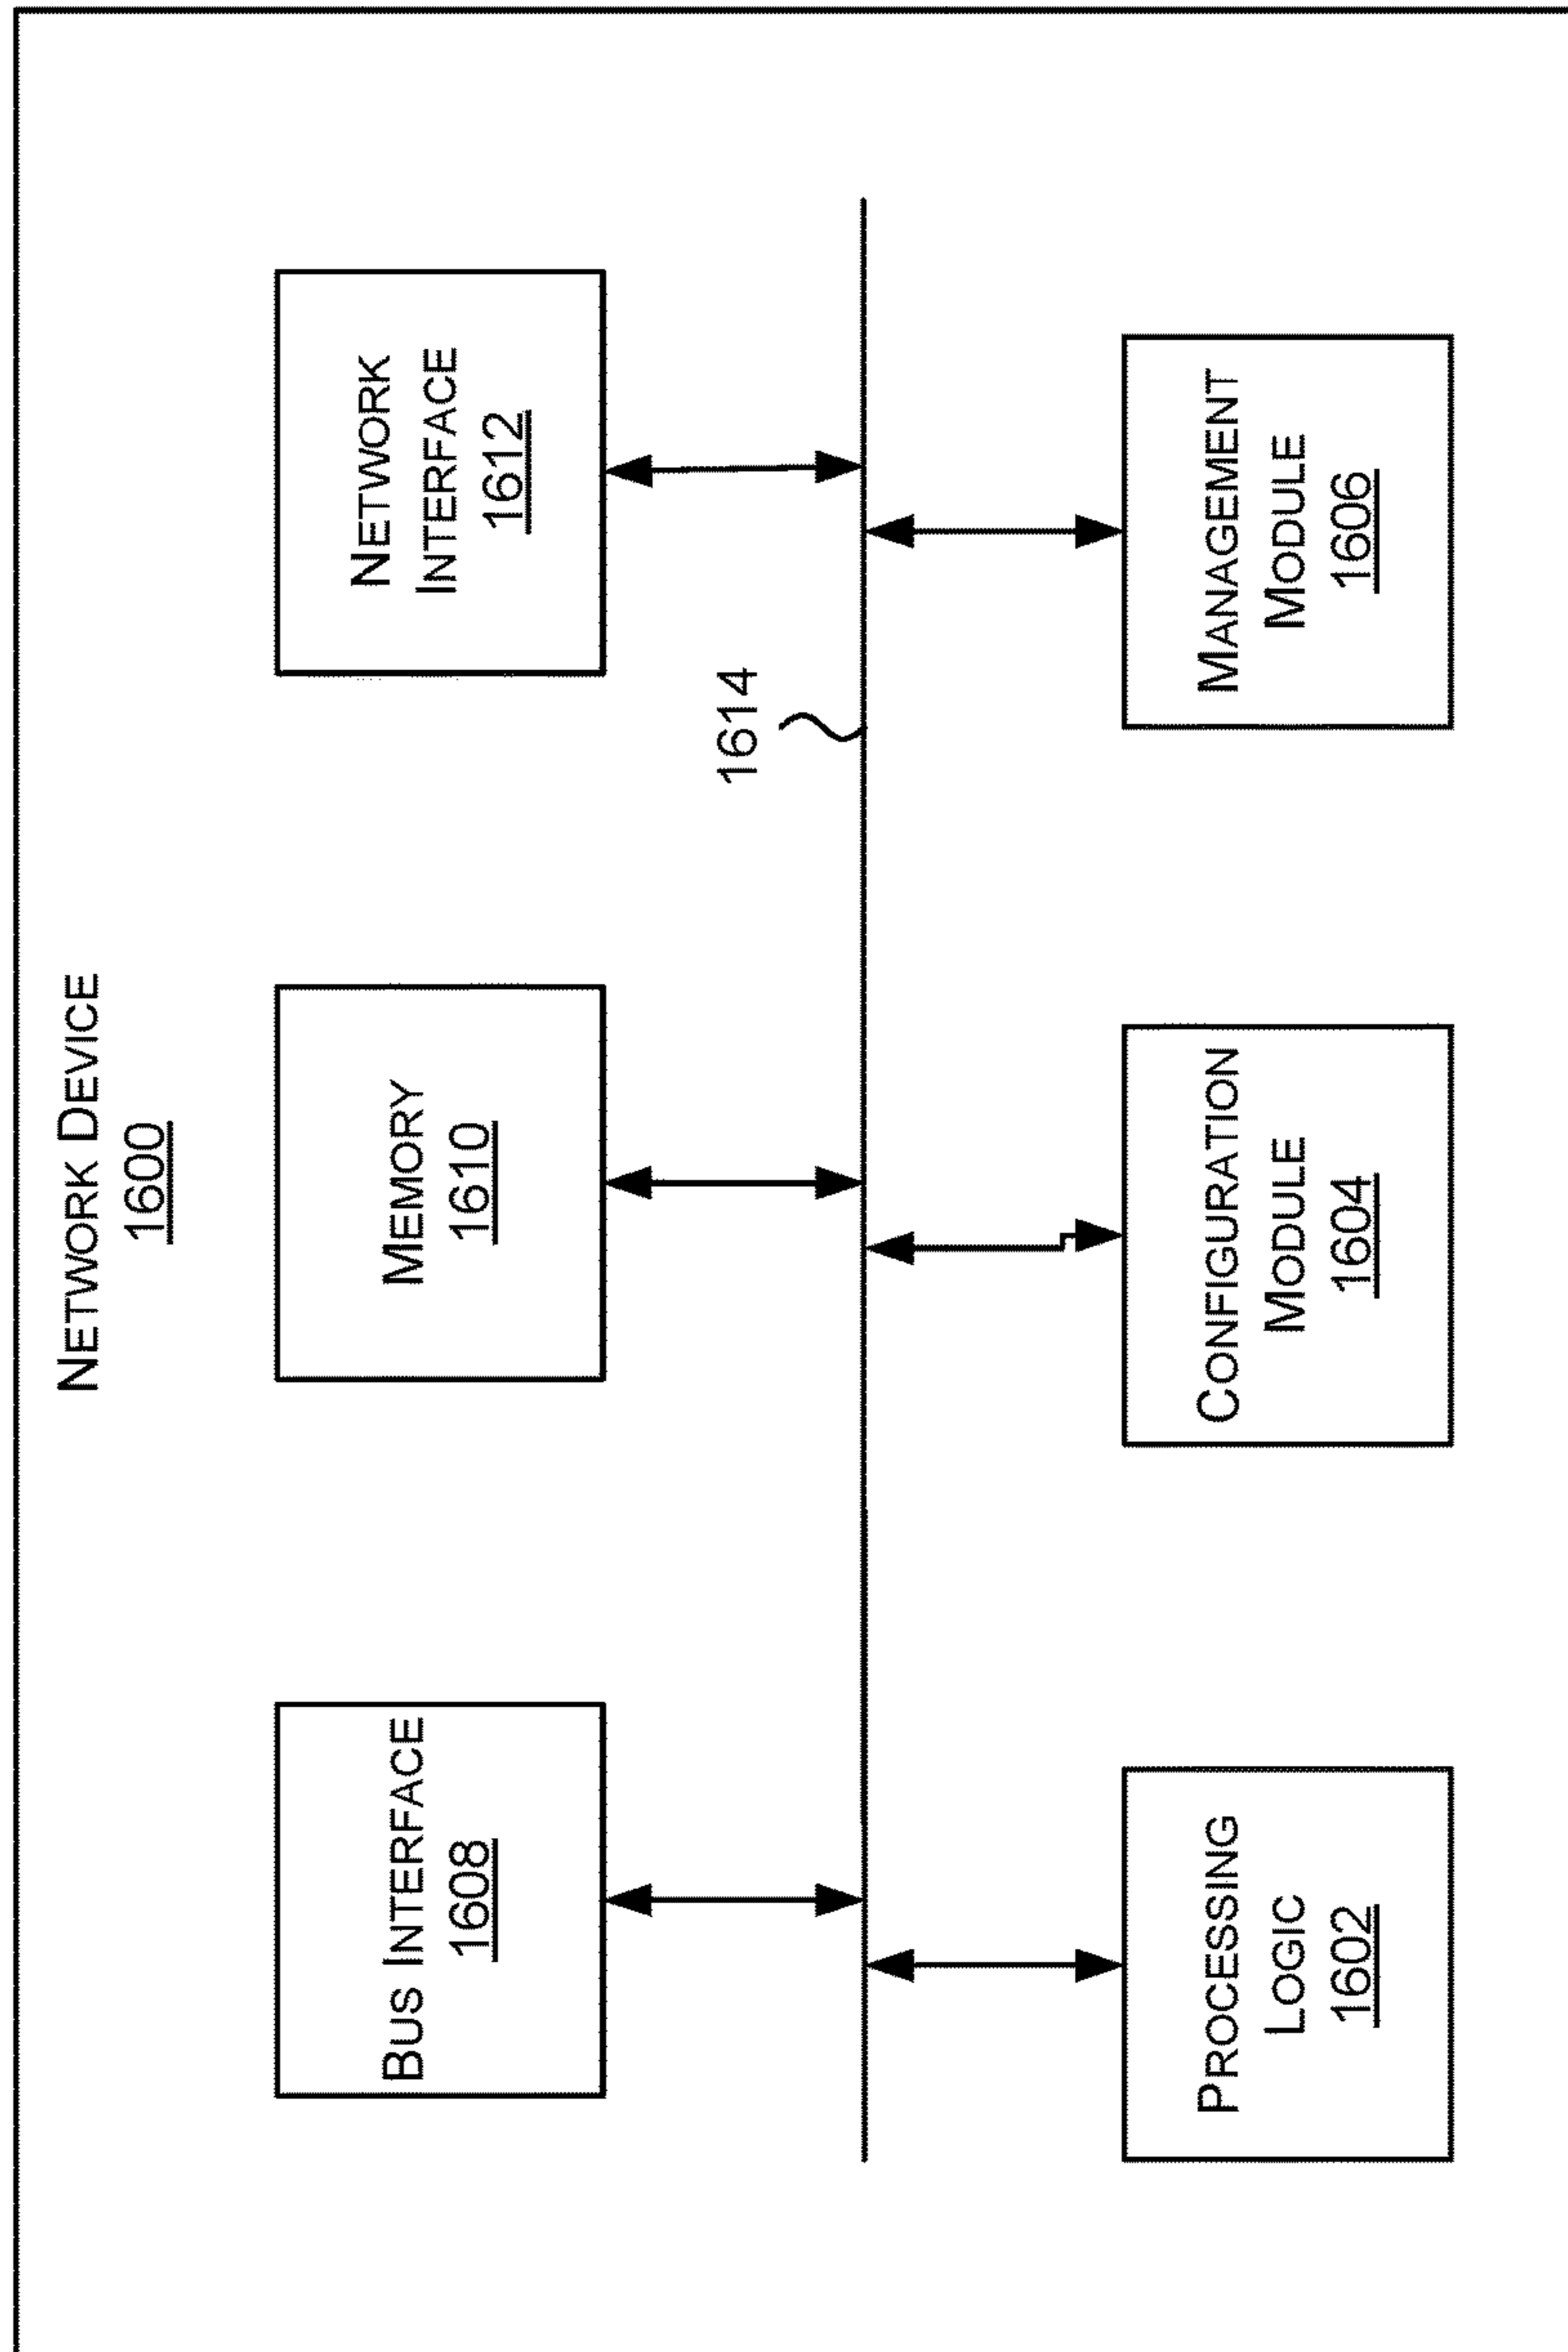 NETWORK DEVICE
1600
BUS INTERFACE
1608
MEMORY
1610
NETWORK
INTERFACE
1612
1614
PROCESSING
LOGIC
1602
CONFIGURATION
MODULE
1604
MANAGEMENT
MODULE
1606